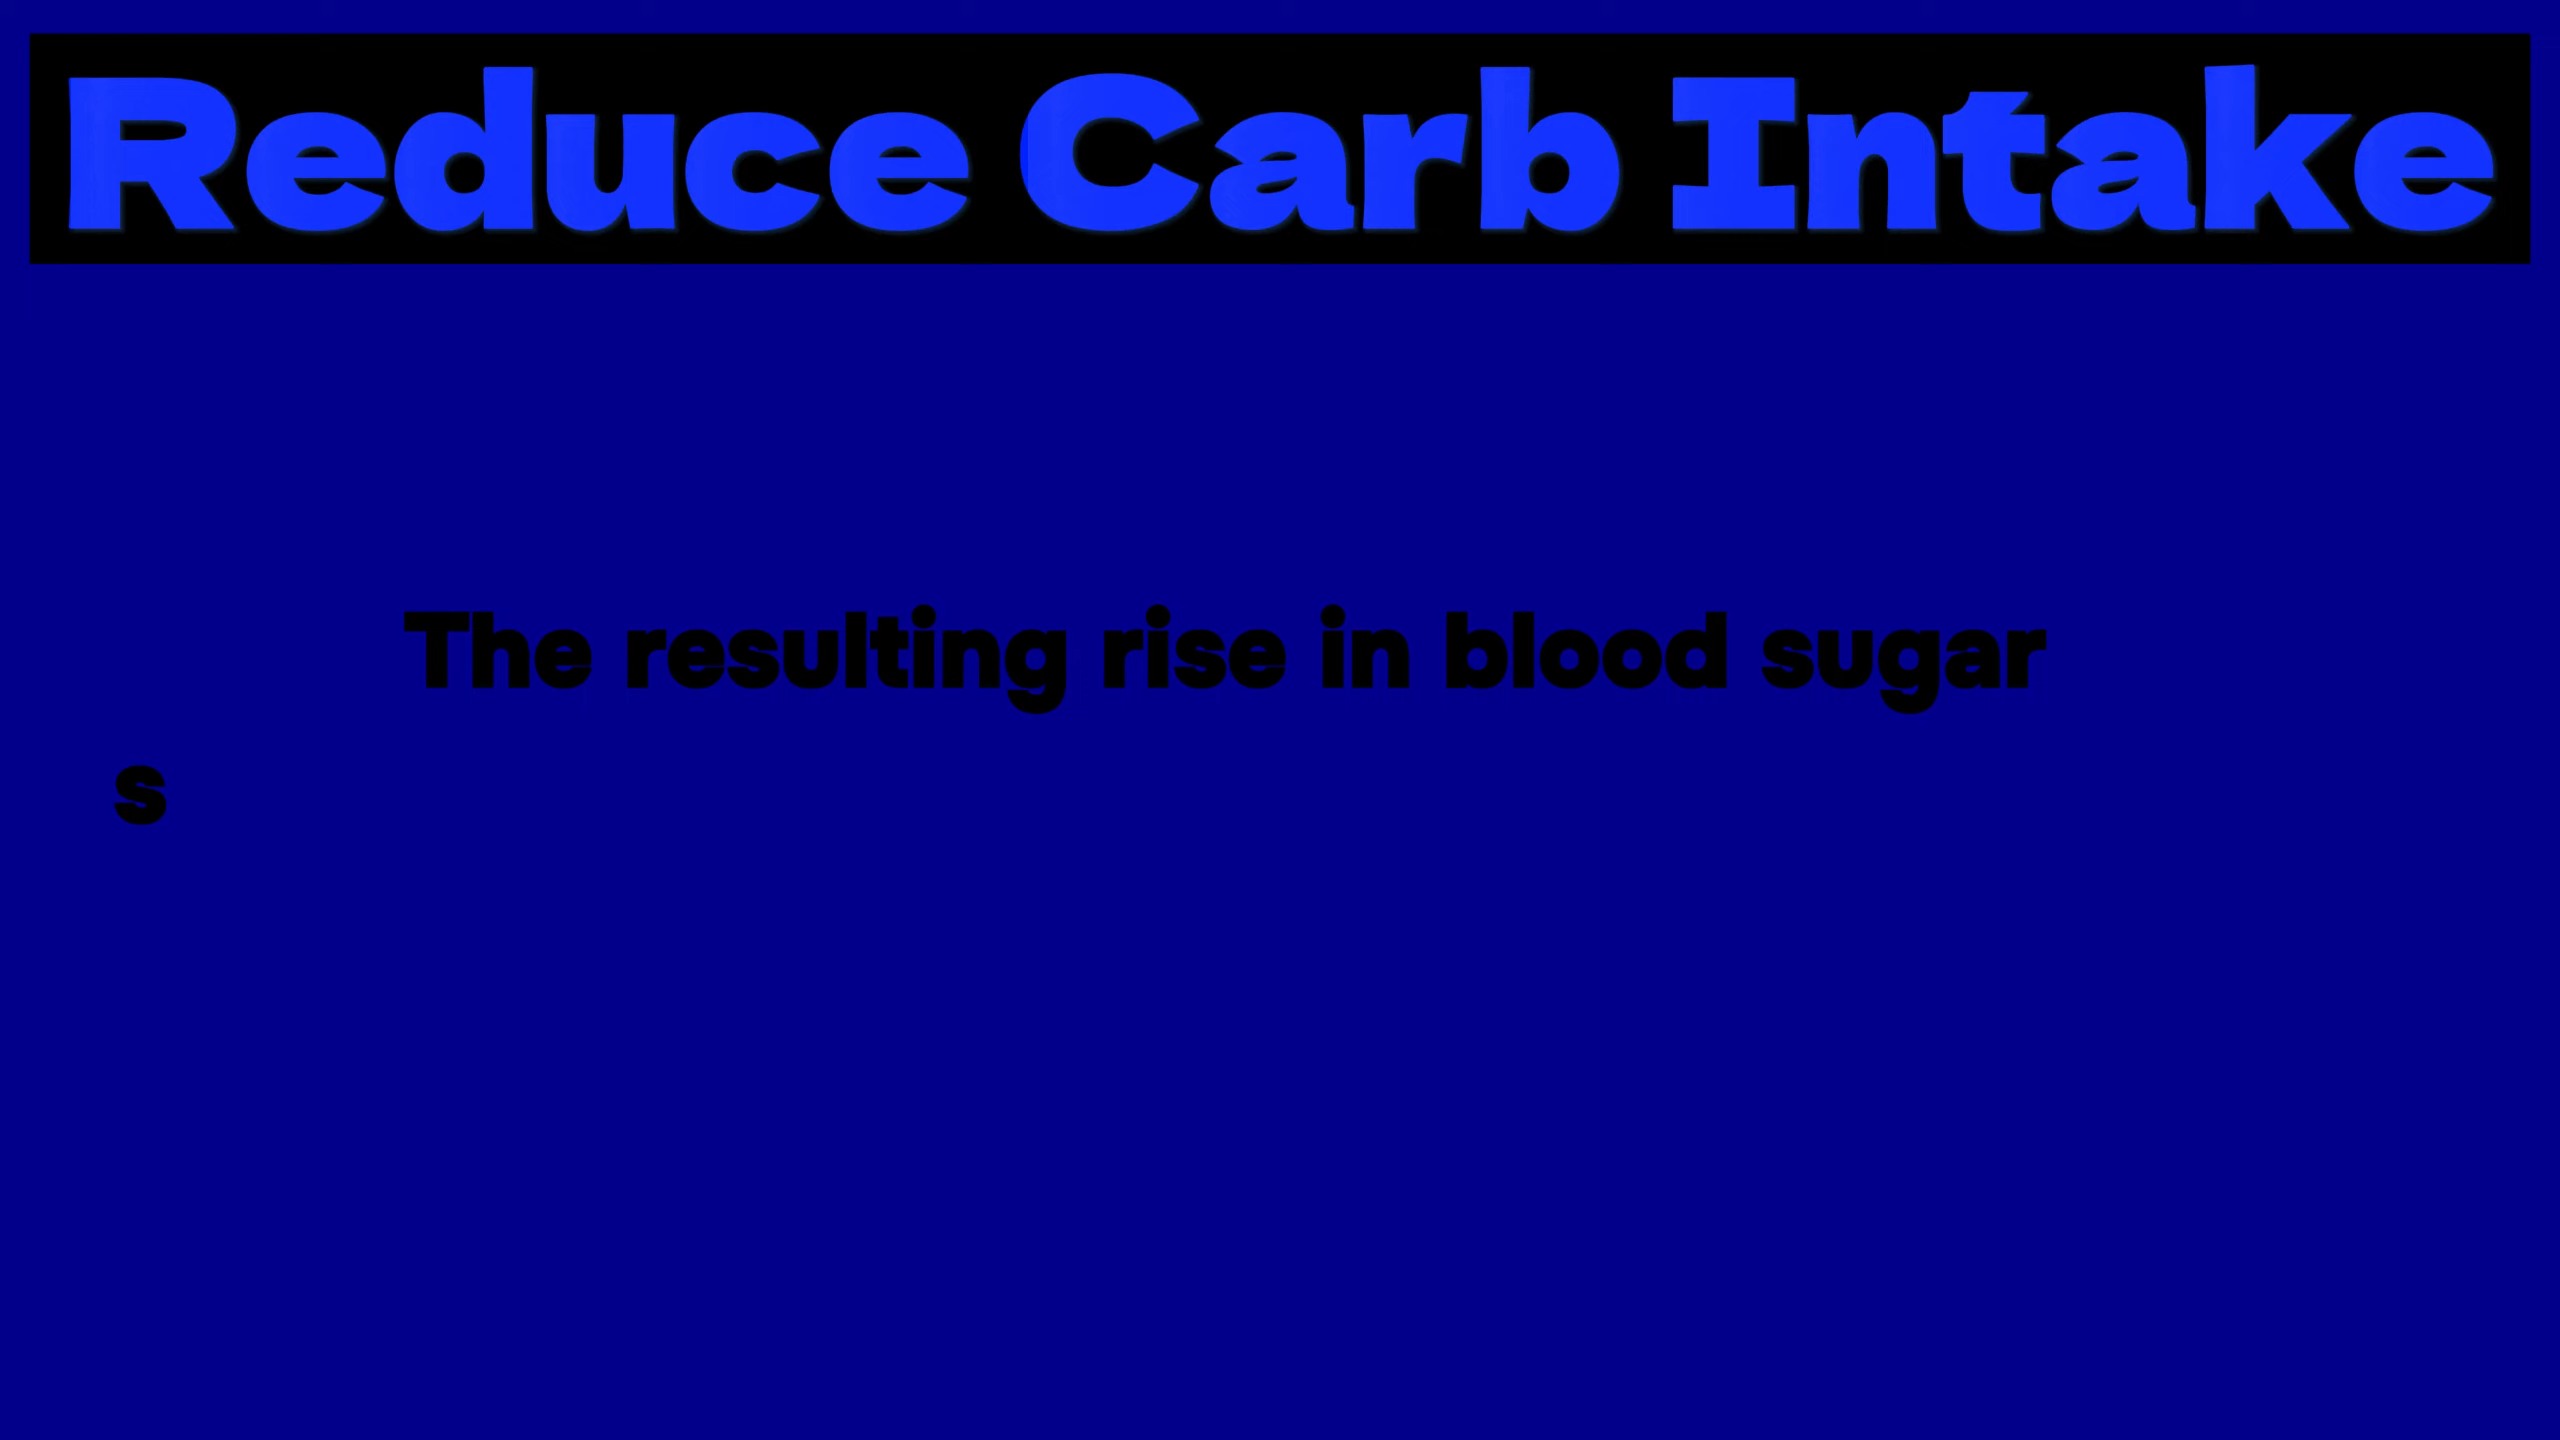 Reduce Carb Intake
The resulting rise in blood sugar
s